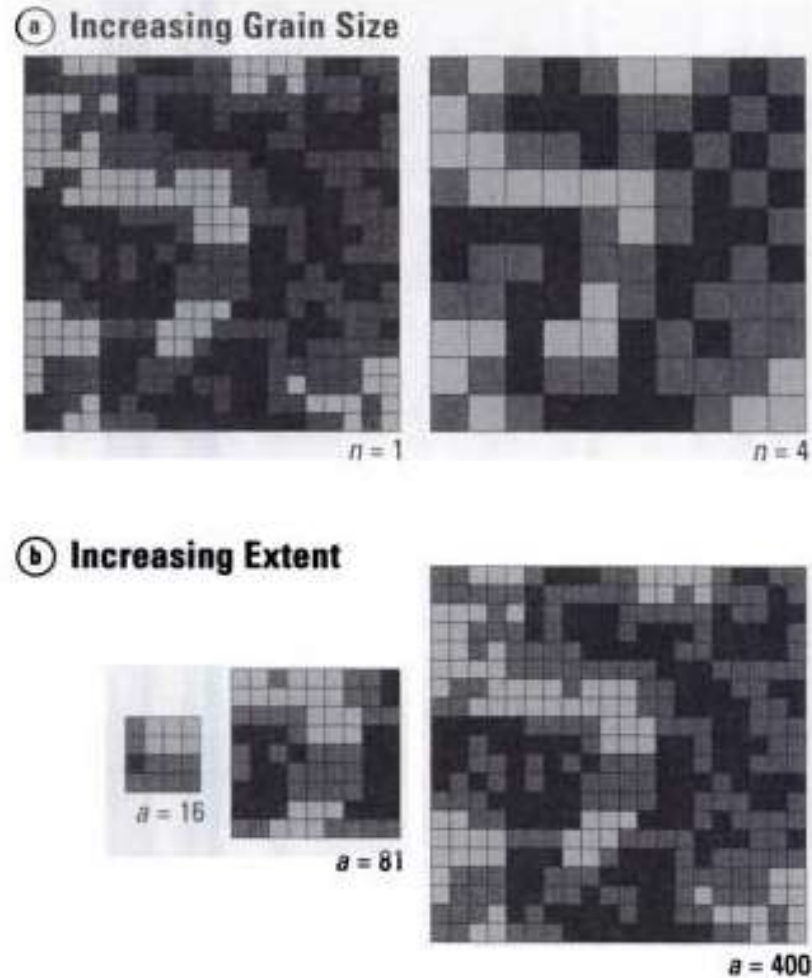 a Increasing Grain Size
n = 1
n = 4
b Increasing Extent
a = 16
a = 81
a = 400